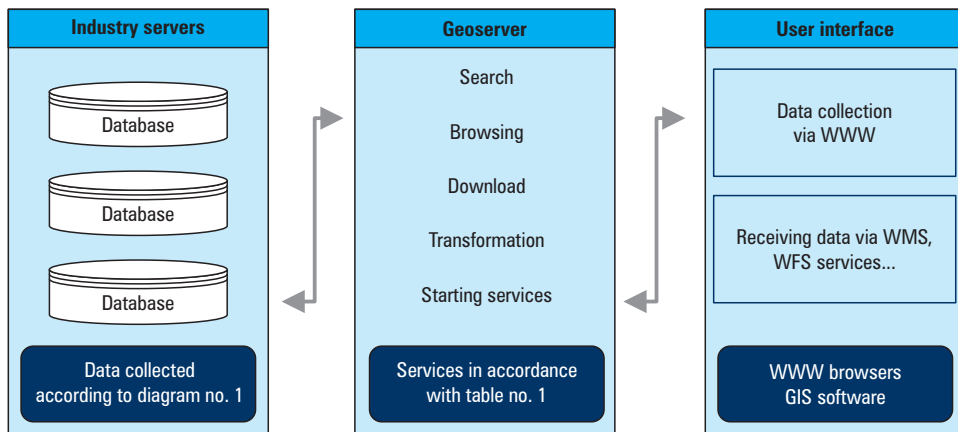 Industry servers
Database
Database
Database
Data collected
according to diagram no. 1
Geoserver
Search
Browsing
Download
Transformation
Starting services
Services in accordance
with table no. 1
User interface
Data collection
via WWW
Receiving data via WMS,
WFS services...
WWW browsers
GIS software